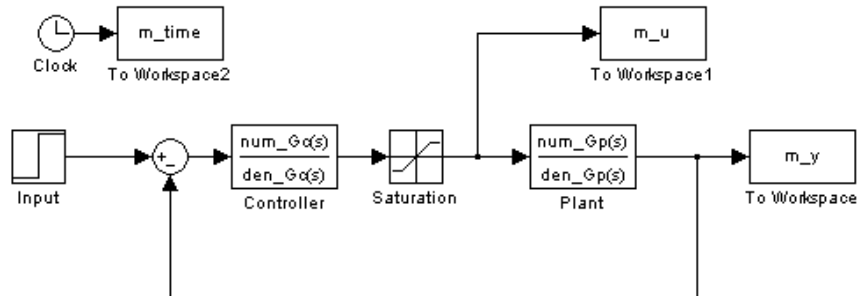 m_time
Clock
To Workspace2
m_u
To Workspace1
Input
+
-
num_Gc(s)
den_Gc(s)
Controller
Saturation
num_Gp(s)
den_Gp(s)
Plant
m_y
To Workspace